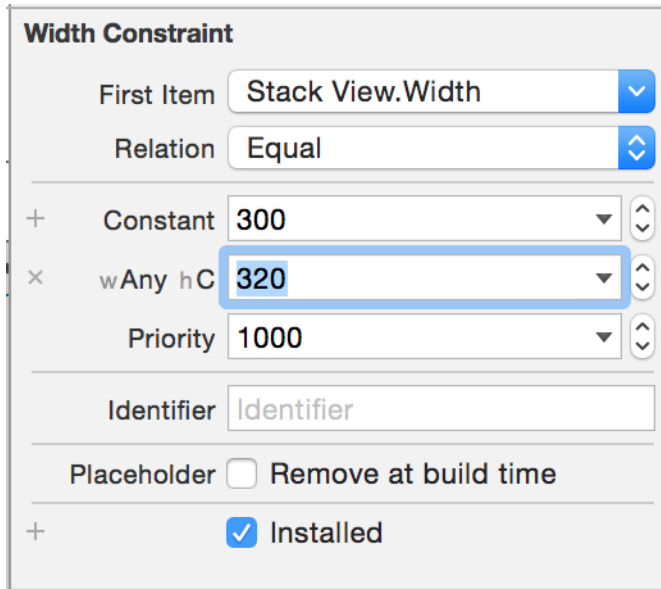 Width Constraint
First Item Stack View.Width
Relation Equal
+ Constant 300
× wAny hC 320
Priority 1000
Identifier Identifier
Placeholder Remove at build time
+ Installed